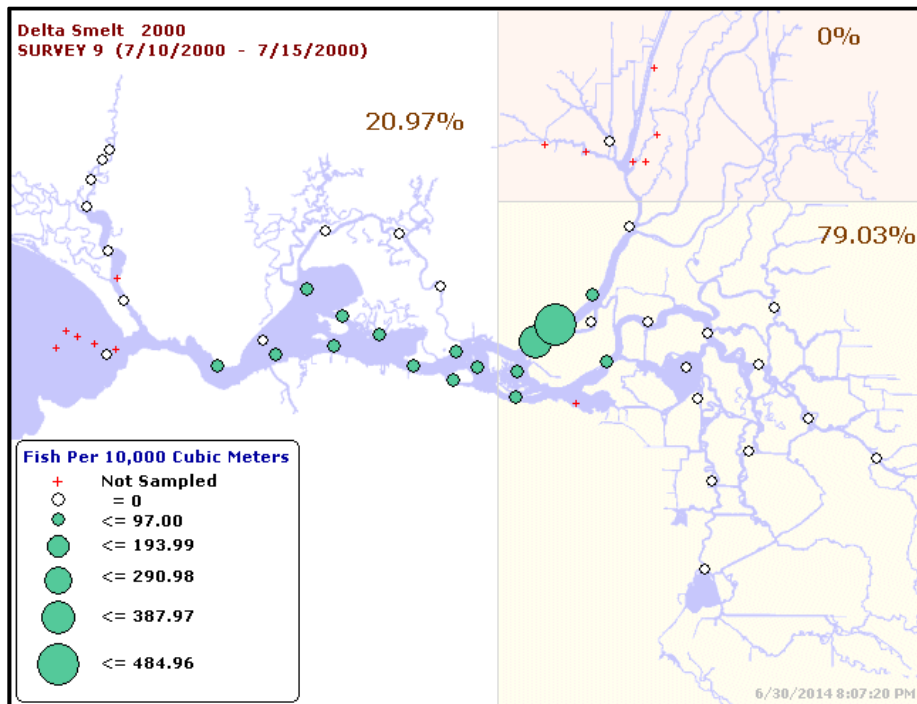 Delta Smelt 2000
SURVEY 9 (7/10/2000 - 7/15/2000)
0%
20.97%
79.03%
Fish Per 10,000 Cubic Meters
Not Sampled
= 0
<= 97.00
<= 193.99
<= 290.98
<= 387.97
<= 484.96
6/30/2014 8:07:20 PM